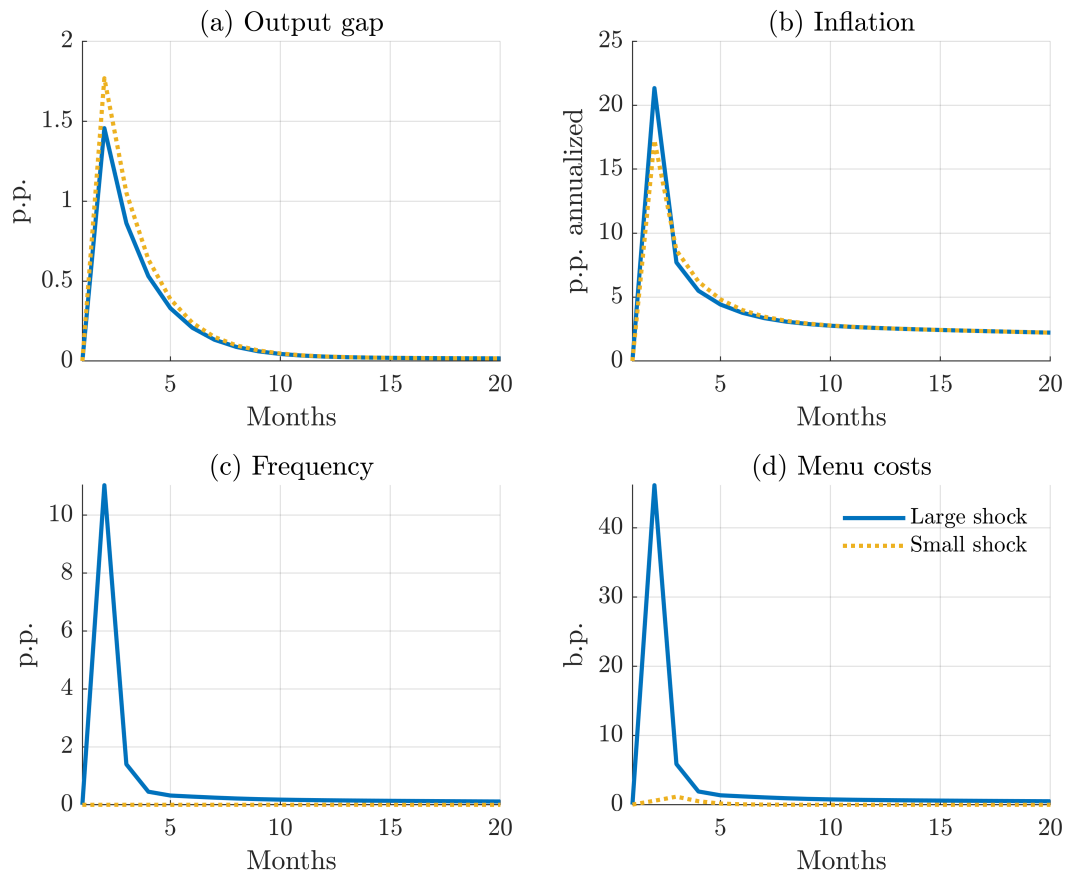 (a) Output gap
2
1.5
1
0.5
0
p.p.
5
10
15
20
Months
(b) Inflation
25
20
15
10
5
0
p.p. annualized
5
10
15
20
Months
(c) Frequency
10
8
6
4
2
0
p.p.
5
10
15
20
Months
(d) Menu costs
Large shock
Small shock
40
30
20
10
0
b.p.
5
10
15
20
Months